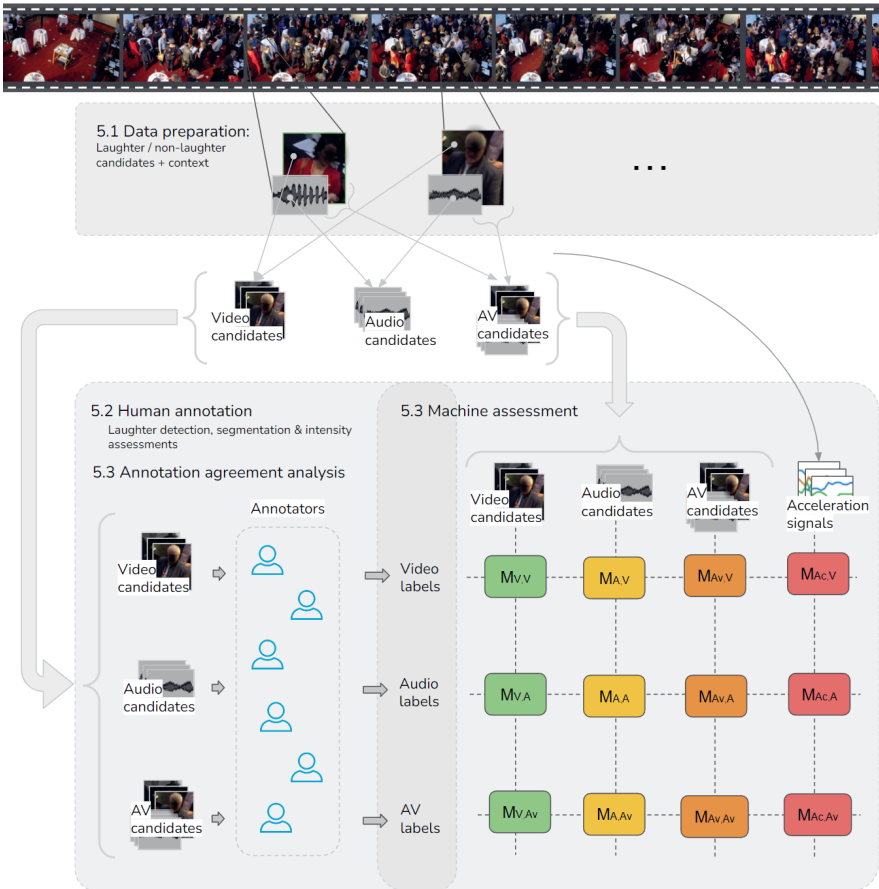 5.1 Data preparation:
Laughter / non-laughter
candidates + context
...
Video
candidates
Audio
candidates
AV
candidates
5.2 Human annotation
Laughter detection, segmentation & intensity
assessments
5.3 Annotation agreement analysis
5.3 Machine assessment
Video
candidates
Audio
candidates
AV
candidates
Acceleration
signals
Annotators
Video
candidates
Video
labels
MV,V
MA,V
MAv,V
MAc,V
Audio
candidates
Audio
labels
MV,A
MA,A
MAv,A
MAc,A
AV
candidates
AV
labels
MV,Av
MA,Av
MAv,Av
MAc,Av